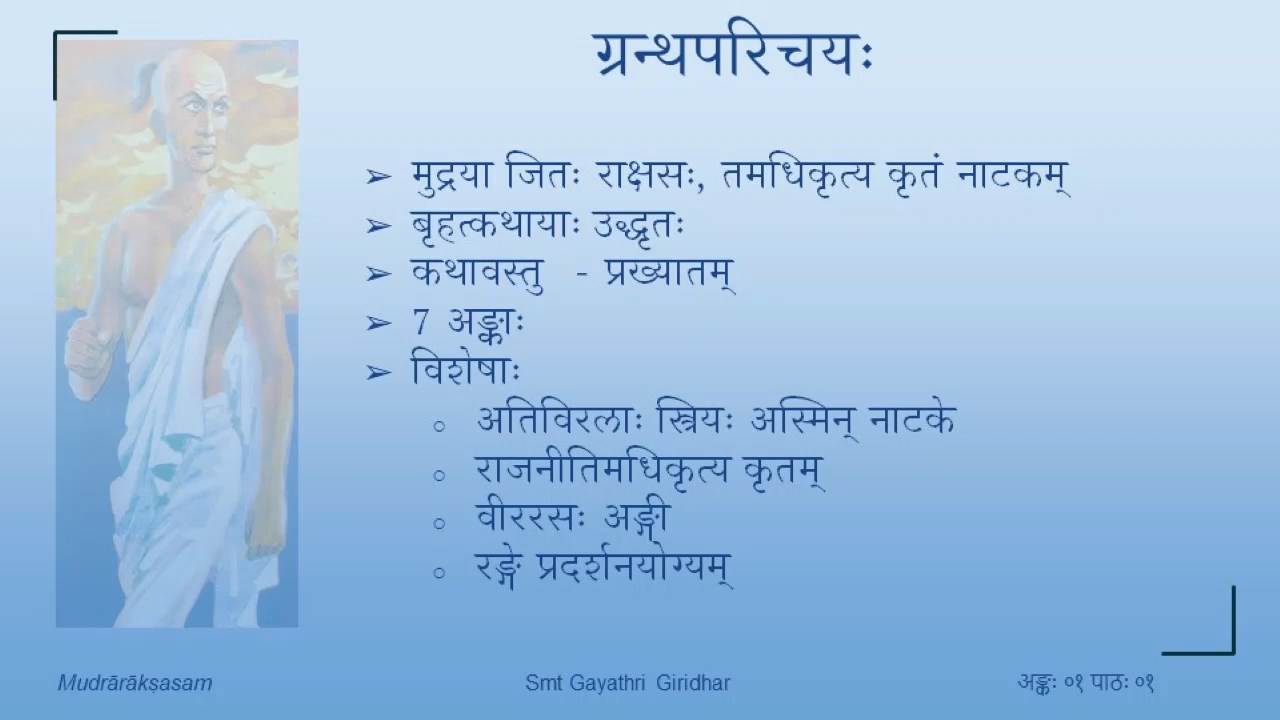 ग्रन्थपरिचयः
➢ मुद्रया जितः राक्षसः, तमधिकृत्य कृतं नाटकम्
➢ बृहत्कथायाः उद्धृतः
➢ कथावस्तु - प्रख्यातम्
➢ 7 अङ्काः
➢ विशेषाः
○ अतिविरलाः स्त्रियः अस्मिन् नाटके
○ राजनीतिमधिकृत्य कृतम्
○ वीररसः अङ्गी
○ रङ्गे प्रदर्शनयोग्यम्
Mudrārākṣasam Smt Gayathri Giridhar अङ्कः ०१ पाठः ०१